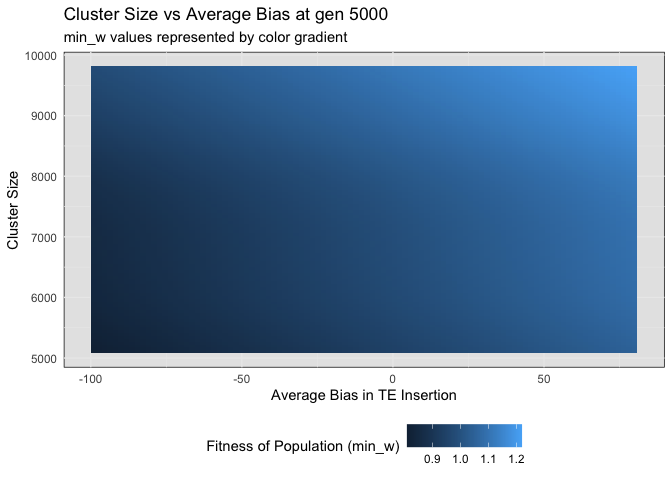 Cluster Size vs Average Bias at gen 5000
min_w values represented by color gradient
10000
9000
8000
7000
6000
5000
Cluster Size
-100 -50 0 50
Average Bias in TE Insertion
Fitness of Population (min_w)
0.9 1.0 1.1 1.2